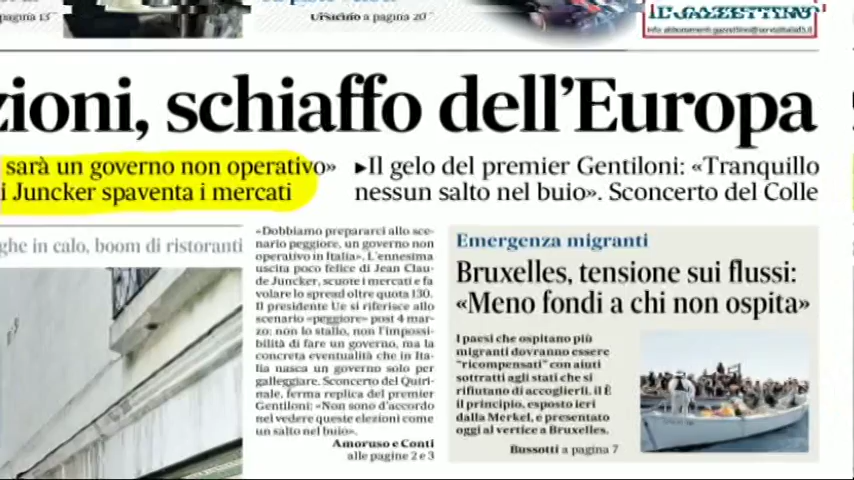 pagina 13
Ursicino a pagina 20
IL GAZZETTINO
zioni, schiaffo dell'Europa
sarà un governo non operativo»
i Juncker spaventa i mercati
▸Il gelo del premier Gentiloni: «Tranquillo
nessun salto nel buio». Sconcerto del Colle
ghe in calo, boom di ristoranti
«Dobbiamo prepararci allo sce-
nario peggiore, un governo non
operativo in Italia». L'ennesima
uscita poco felice di Jean Clau-
de Juncker, scuote i mercati e fa
volare lo spread oltre quota 130.
Il presidente Ue si riferisce allo
scenario «peggiore» post 4 mar-
zo: non lo stallo, non l'impossi-
bilità di fare un governo, ma la
concreta eventualità che in Ita-
lia nasca un governo solo per
galleggiare. Sconcerto del Quiri-
nale, ferma replica del premier
Gentiloni: «Non sono d'accordo
nel vedere queste elezioni come
un salto nel buio».
Amoruso e Conti
alle pagine 2 e 3
Emergenza migranti
Bruxelles, tensione sui flussi:
«Meno fondi a chi non ospita»
I paesi che ospitano più
migranti dovranno essere
"ricompensati" con aiuti
sottratti agli stati che si
rifiutano di accoglierli. il È
il principio, esposto ieri
dalla Merkel, e presentato
oggi al vertice a Bruxelles.
Bussotti a pagina 7